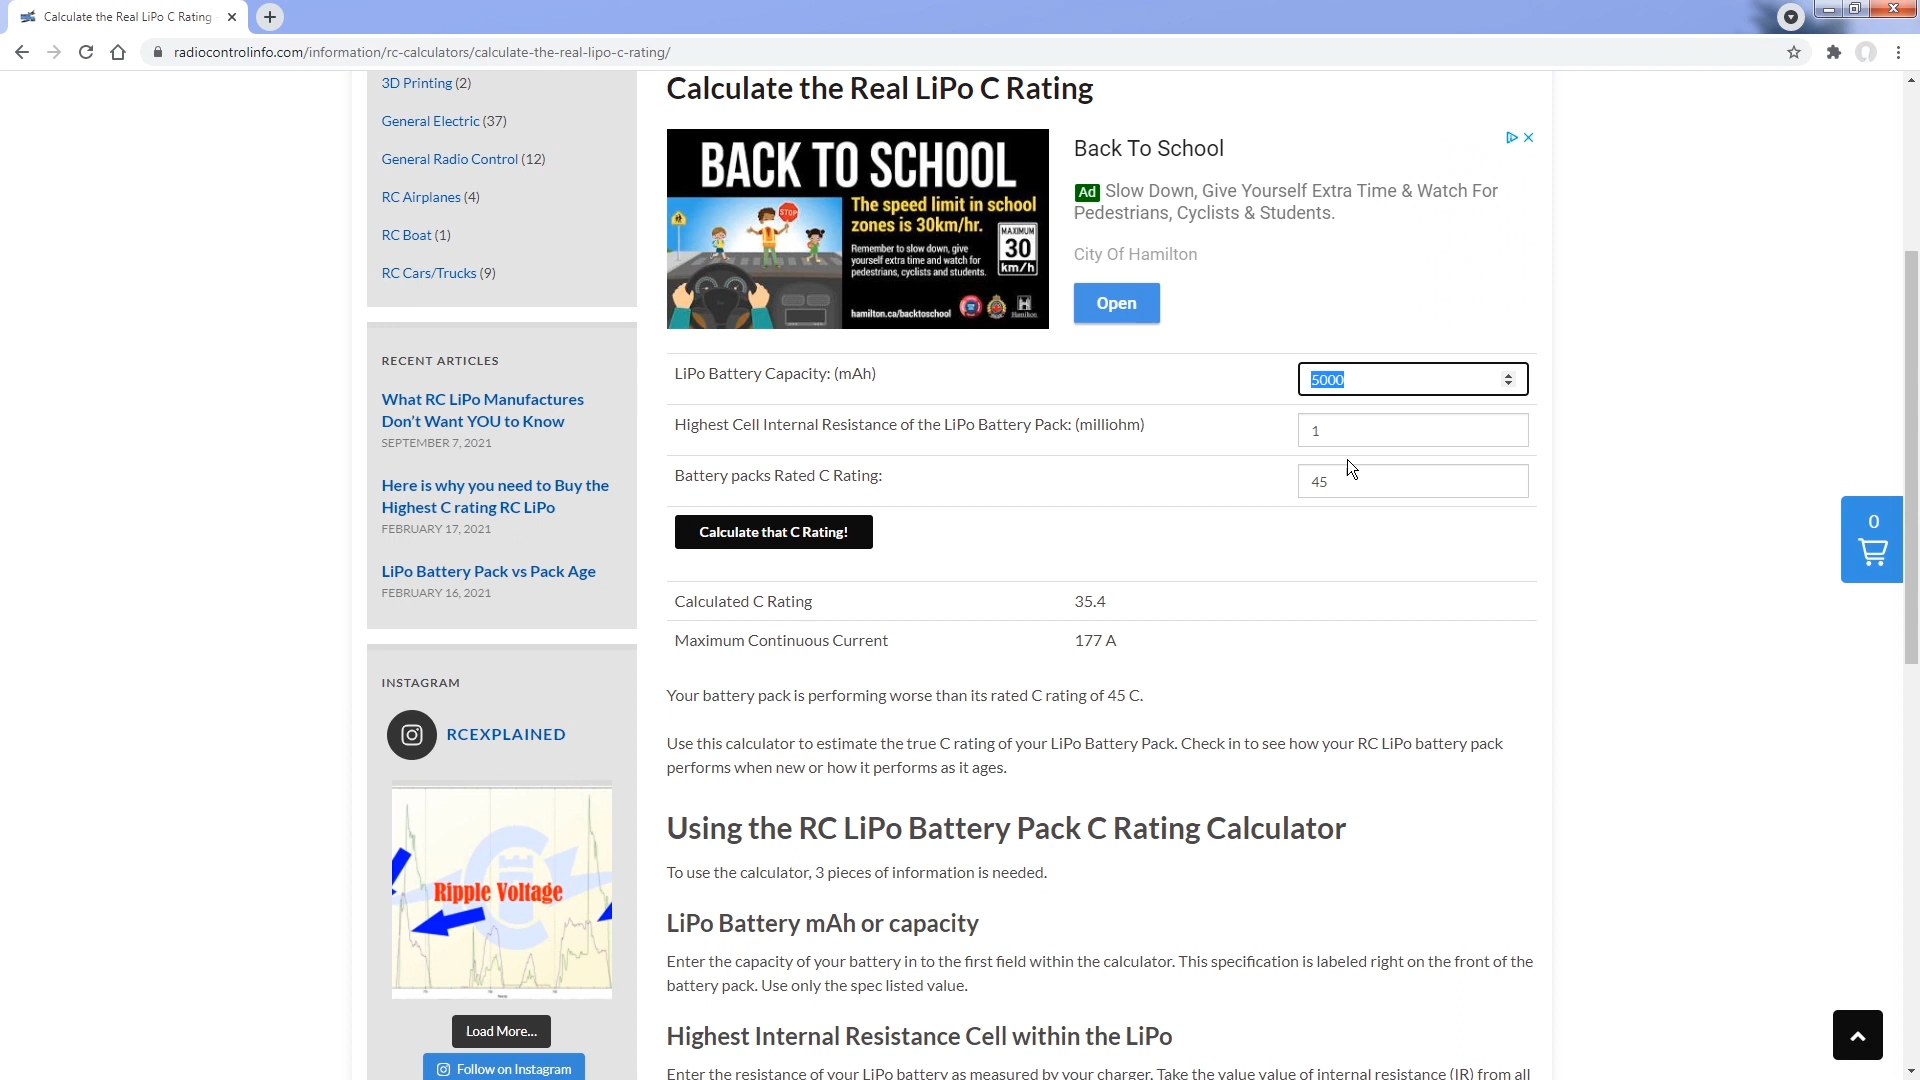 Calculate the Real LiPo C Rating
radiocontrolinfo.com/information/rc-calculators/calculate-the-real-lipo-c-rating/
3D Printing (2)
General Electric (37)
General Radio Control (12)
RC Airplanes (4)
RC Boat (1)
RC Cars/Trucks (9)
RECENT ARTICLES
What RC LiPo Manufactures
Don't Want YOU to Know
SEPTEMBER 7, 2021
Here is why you need to Buy the
Highest C rating RC LiPo
FEBRUARY 17, 2021
LiPo Battery Pack vs Pack Age
FEBRUARY 16, 2021
INSTAGRAM
RCEXPLAINED
Ripple Voltage
Load More...
Follow on Instagram
Calculate the Real LiPo C Rating
BACK TO SCHOOL
The speed limit in school
zones is 30km/hr.
Remember to slow down, give
yourself extra time and watch for
pedestrians, cyclists and students.
STOP
MAXIMUM
30
km/h
hamilton.ca/backtoschool
Hamilton
Back To School
Ad Slow Down, Give Yourself Extra Time & Watch For
Pedestrians, Cyclists & Students.
City Of Hamilton
Open
LiPo Battery Capacity: (mAh) 5000
Highest Cell Internal Resistance of the LiPo Battery Pack: (milliohm) 1
Battery packs Rated C Rating: 45
Calculate that C Rating!
Calculated C Rating 35.4
Maximum Continuous Current 177 A
Your battery pack is performing worse than its rated C rating of 45 C.
Use this calculator to estimate the true C rating of your LiPo Battery Pack. Check in to see how your RC LiPo battery pack
performs when new or how it performs as it ages.
Using the RC LiPo Battery Pack C Rating Calculator
To use the calculator, 3 pieces of information is needed.
LiPo Battery mAh or capacity
Enter the capacity of your battery in to the first field within the calculator. This specification is labeled right on the front of the
battery pack. Use only the spec listed value.
Highest Internal Resistance Cell within the LiPo
Enter the resistance of your LiPo battery as measured by your charger. Take the value value of internal resistance (IR) from all
0